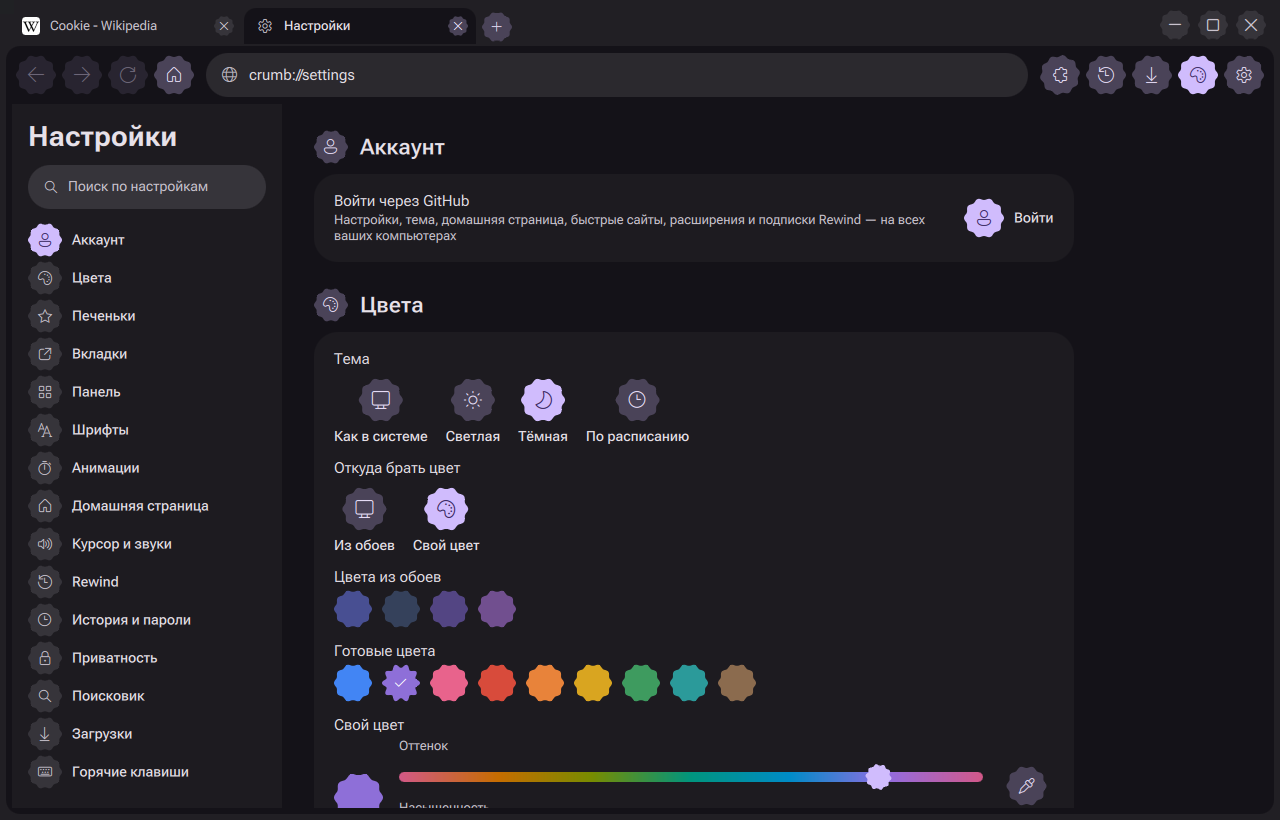 W Cookie - Wikipedia
Настройки
crumb://settings
Настройки
Поиск по настройкам
Аккаунт
Цвета
Печеньки
Вкладки
Панель
Шрифты
Анимации
Домашняя страница
Курсор и звуки
Rewind
История и пароли
Приватность
Поисковик
Загрузки
Горячие клавиши
Аккаунт
Войти через GitHub
Настройки, тема, домашняя страница, быстрые сайты, расширения и подписки Rewind — на всех
ваших компьютерах
Войти
Цвета
Тема
Как в системе
Светлая
Тёмная
По расписанию
Откуда брать цвет
Из обоев
Свой цвет
Цвета из обоев
Готовые цвета
Свой цвет
Оттенок
Насыщенность